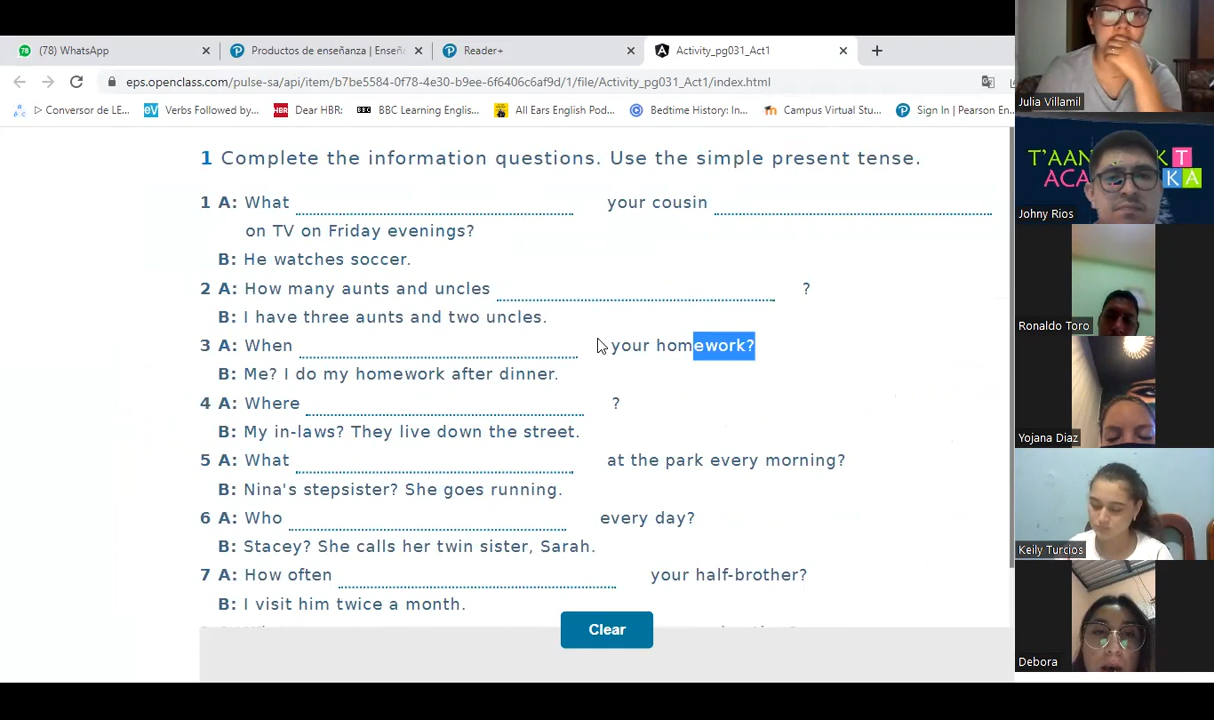 (78) WhatsApp
Productos de enseñanza | Enseñ
Reader+
Activity_pg031_Act1
eps.openclass.com/pulse-sa/api/item/b7be5584-0f78-4e30-b9ee-6f6406c6af9d/1/file/Activity_pg031_Act1/index.html
Conversor de LE...
Verbs Followed by...
Dear HBR:
BBC Learning Englis...
All Ears English Pod...
Bedtime History: In...
Campus Virtual Stu...
Sign In | Pearson En...
1 Complete the information questions. Use the simple present tense.
1 A: What your cousin
on TV on Friday evenings?
B: He watches soccer.
2 A: How many aunts and uncles ?
B: I have three aunts and two uncles.
3 A: When your homework?
B: Me? I do my homework after dinner.
4 A: Where ?
B: My in-laws? They live down the street.
5 A: What at the park every morning?
B: Nina's stepsister? She goes running.
6 A: Who every day?
B: Stacey? She calls her twin sister, Sarah.
7 A: How often your half-brother?
B: I visit him twice a month.
Clear
Julia Villamil
Johny Rios
Ronaldo Toro
Yojana Diaz
Keily Turcios
Debora